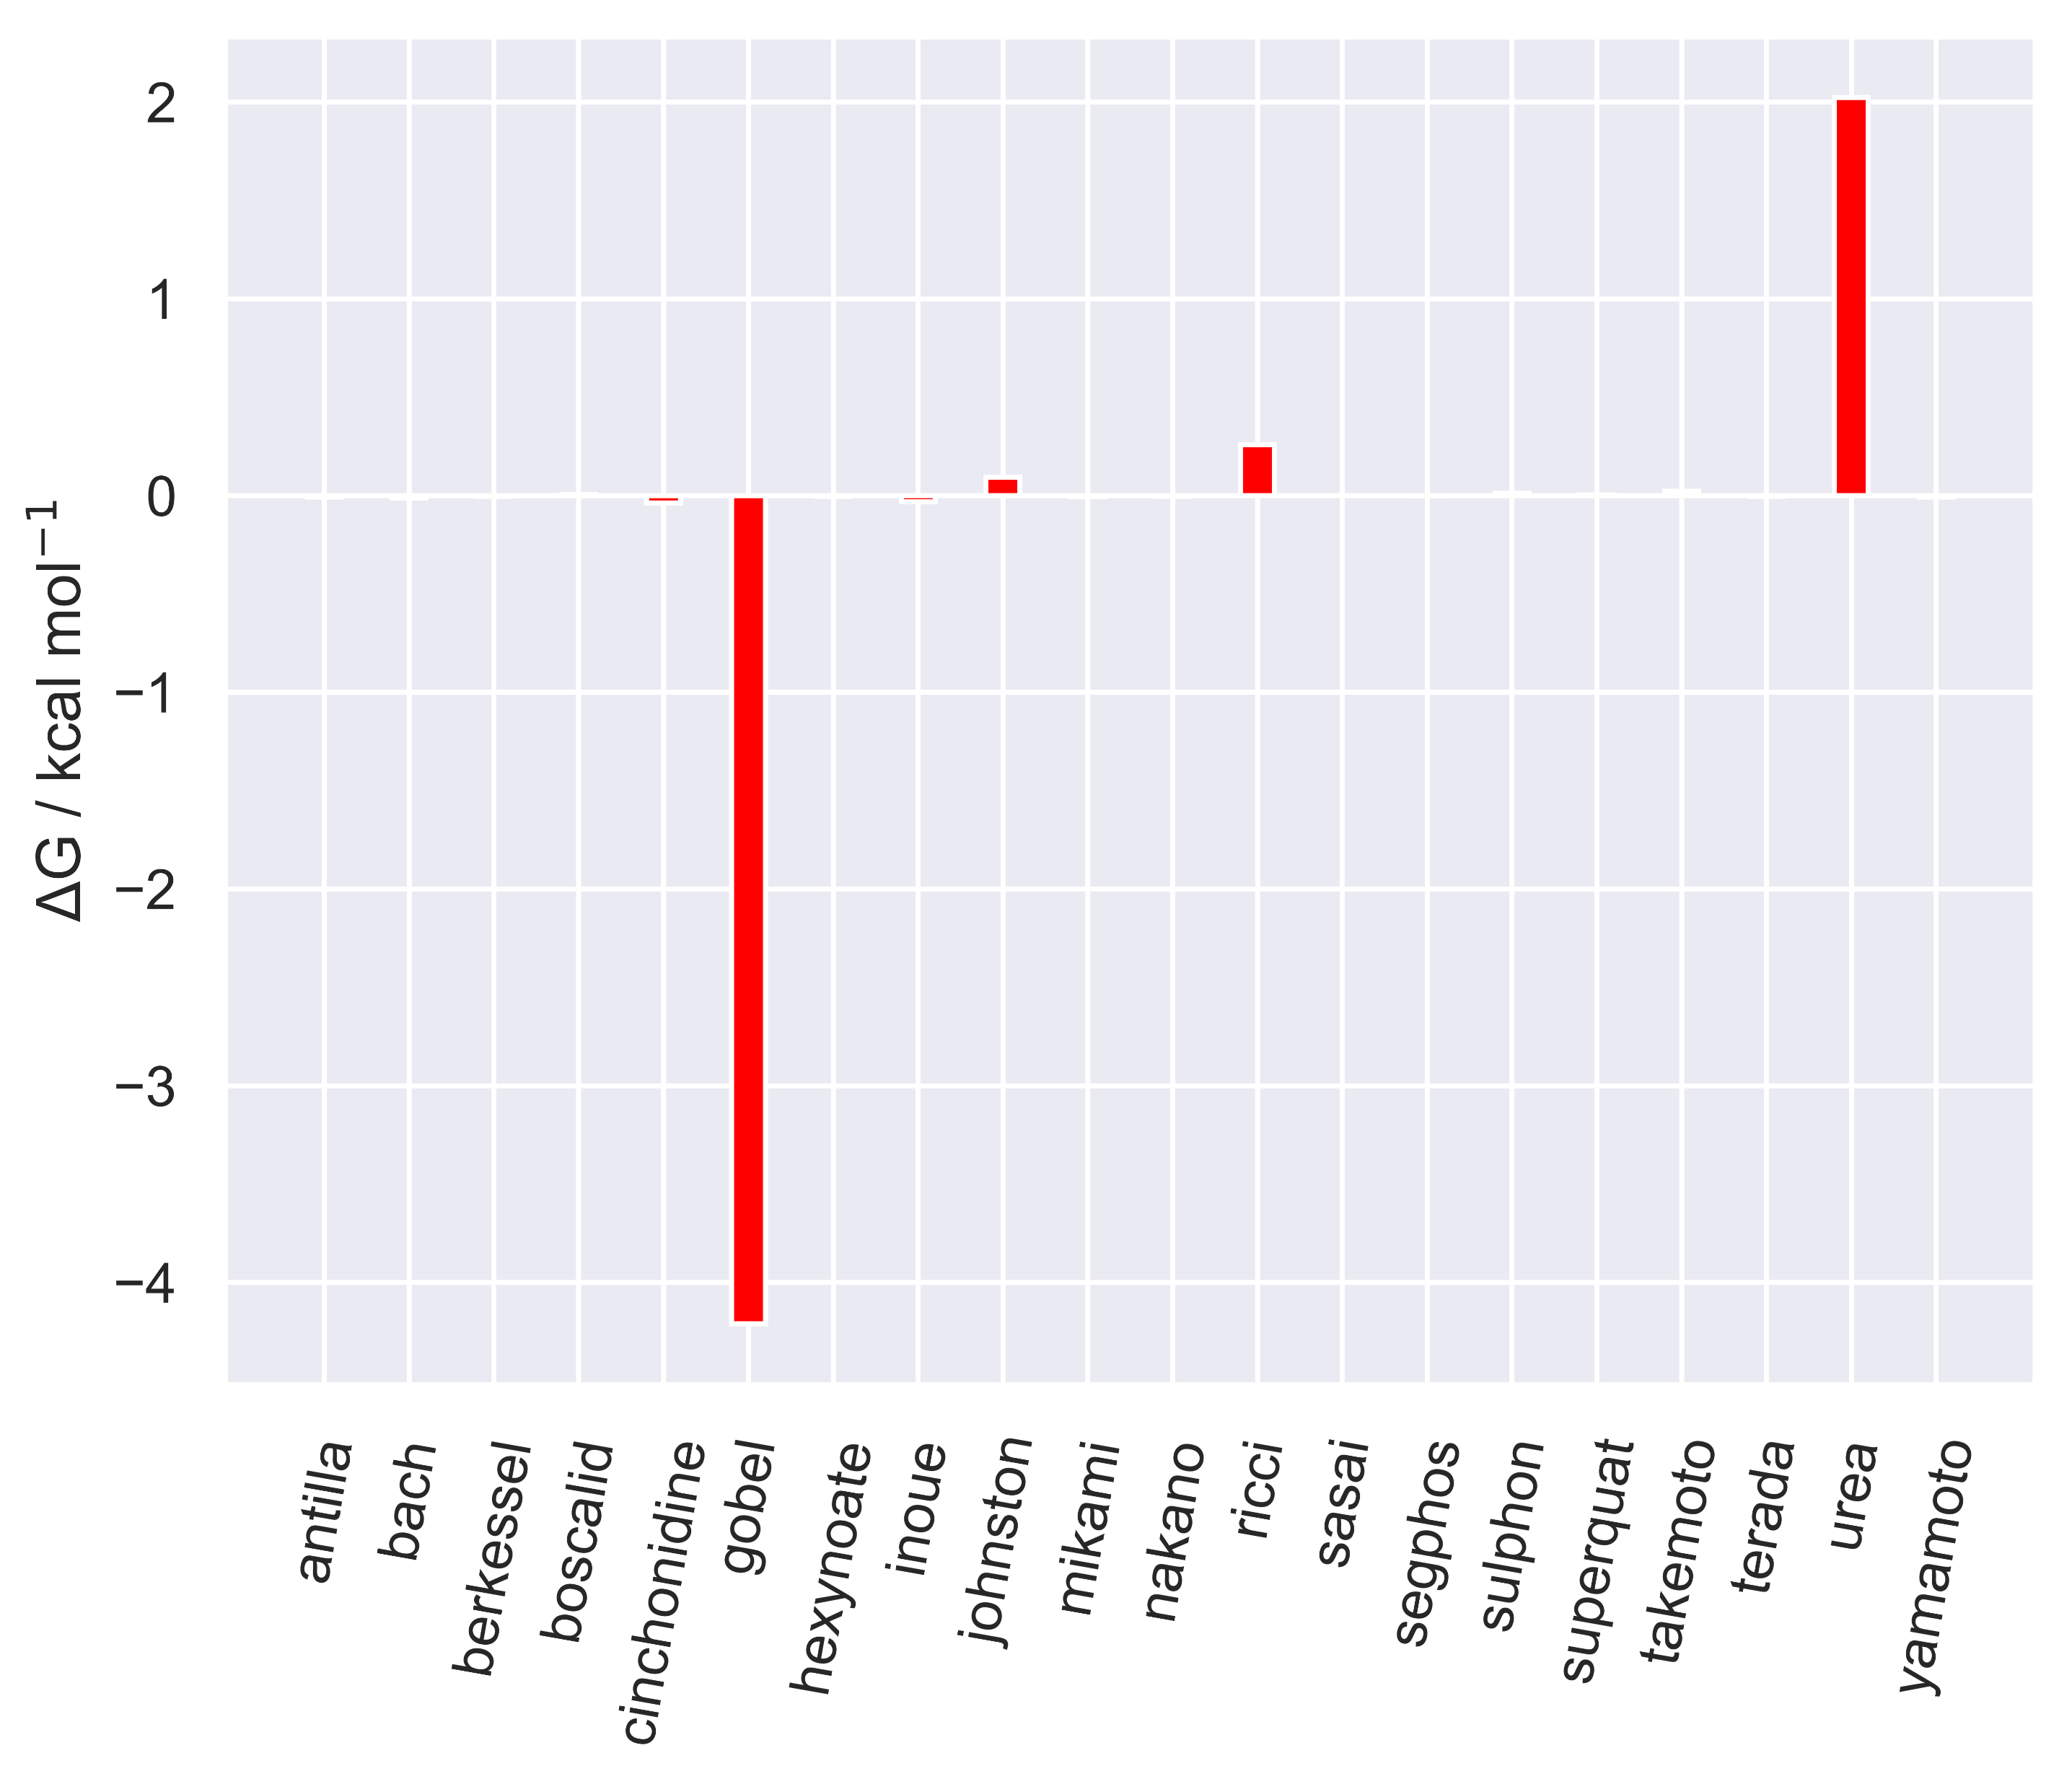 2
1
0
−1
−2
−3
−4
ΔG / kcal mol⁻¹
antilla
bach
berkessel
boscalid
cinchonidine
gobel
hexynoate
inoue
johnston
mikami
nakano
ricci
sasai
segphos
sulphon
superquat
takemoto
terada
urea
yamamoto